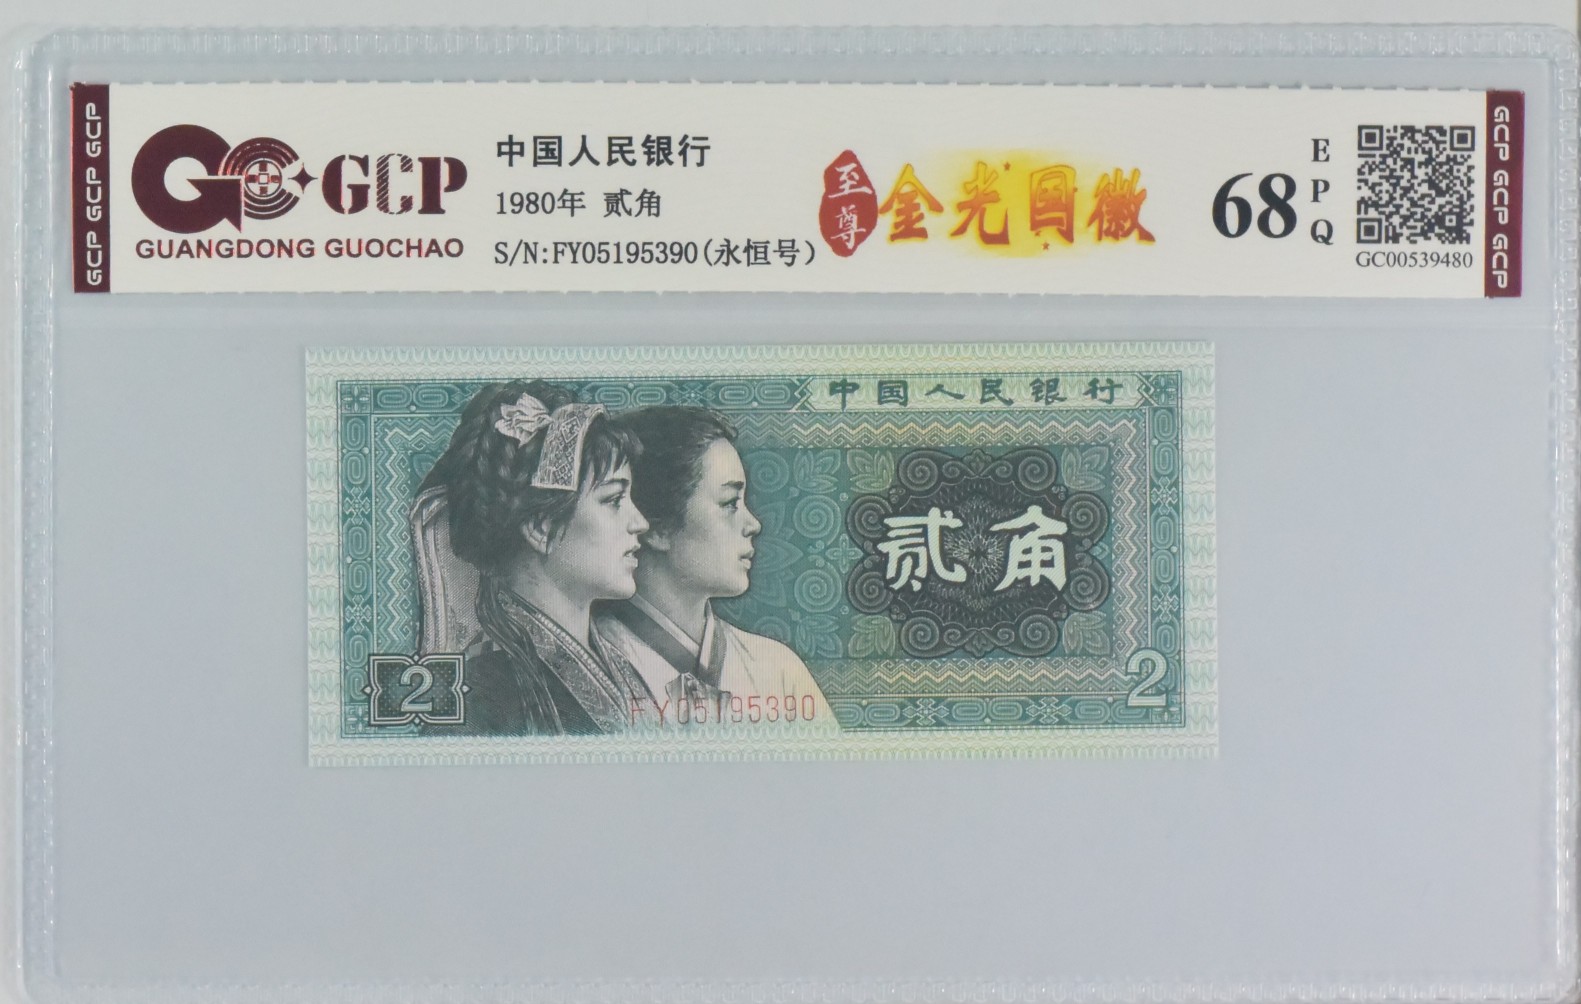 GCP GCP GCP
GCP
GUANGDONG GUOCHAO
中国人民银行
1980年 贰角
S/N:FY05195390(永恒号)
至尊
金光国徽
68
EPQ
GC00539480
GCP GCP GCP
中国人民银行
贰角
2
2
FY05195390